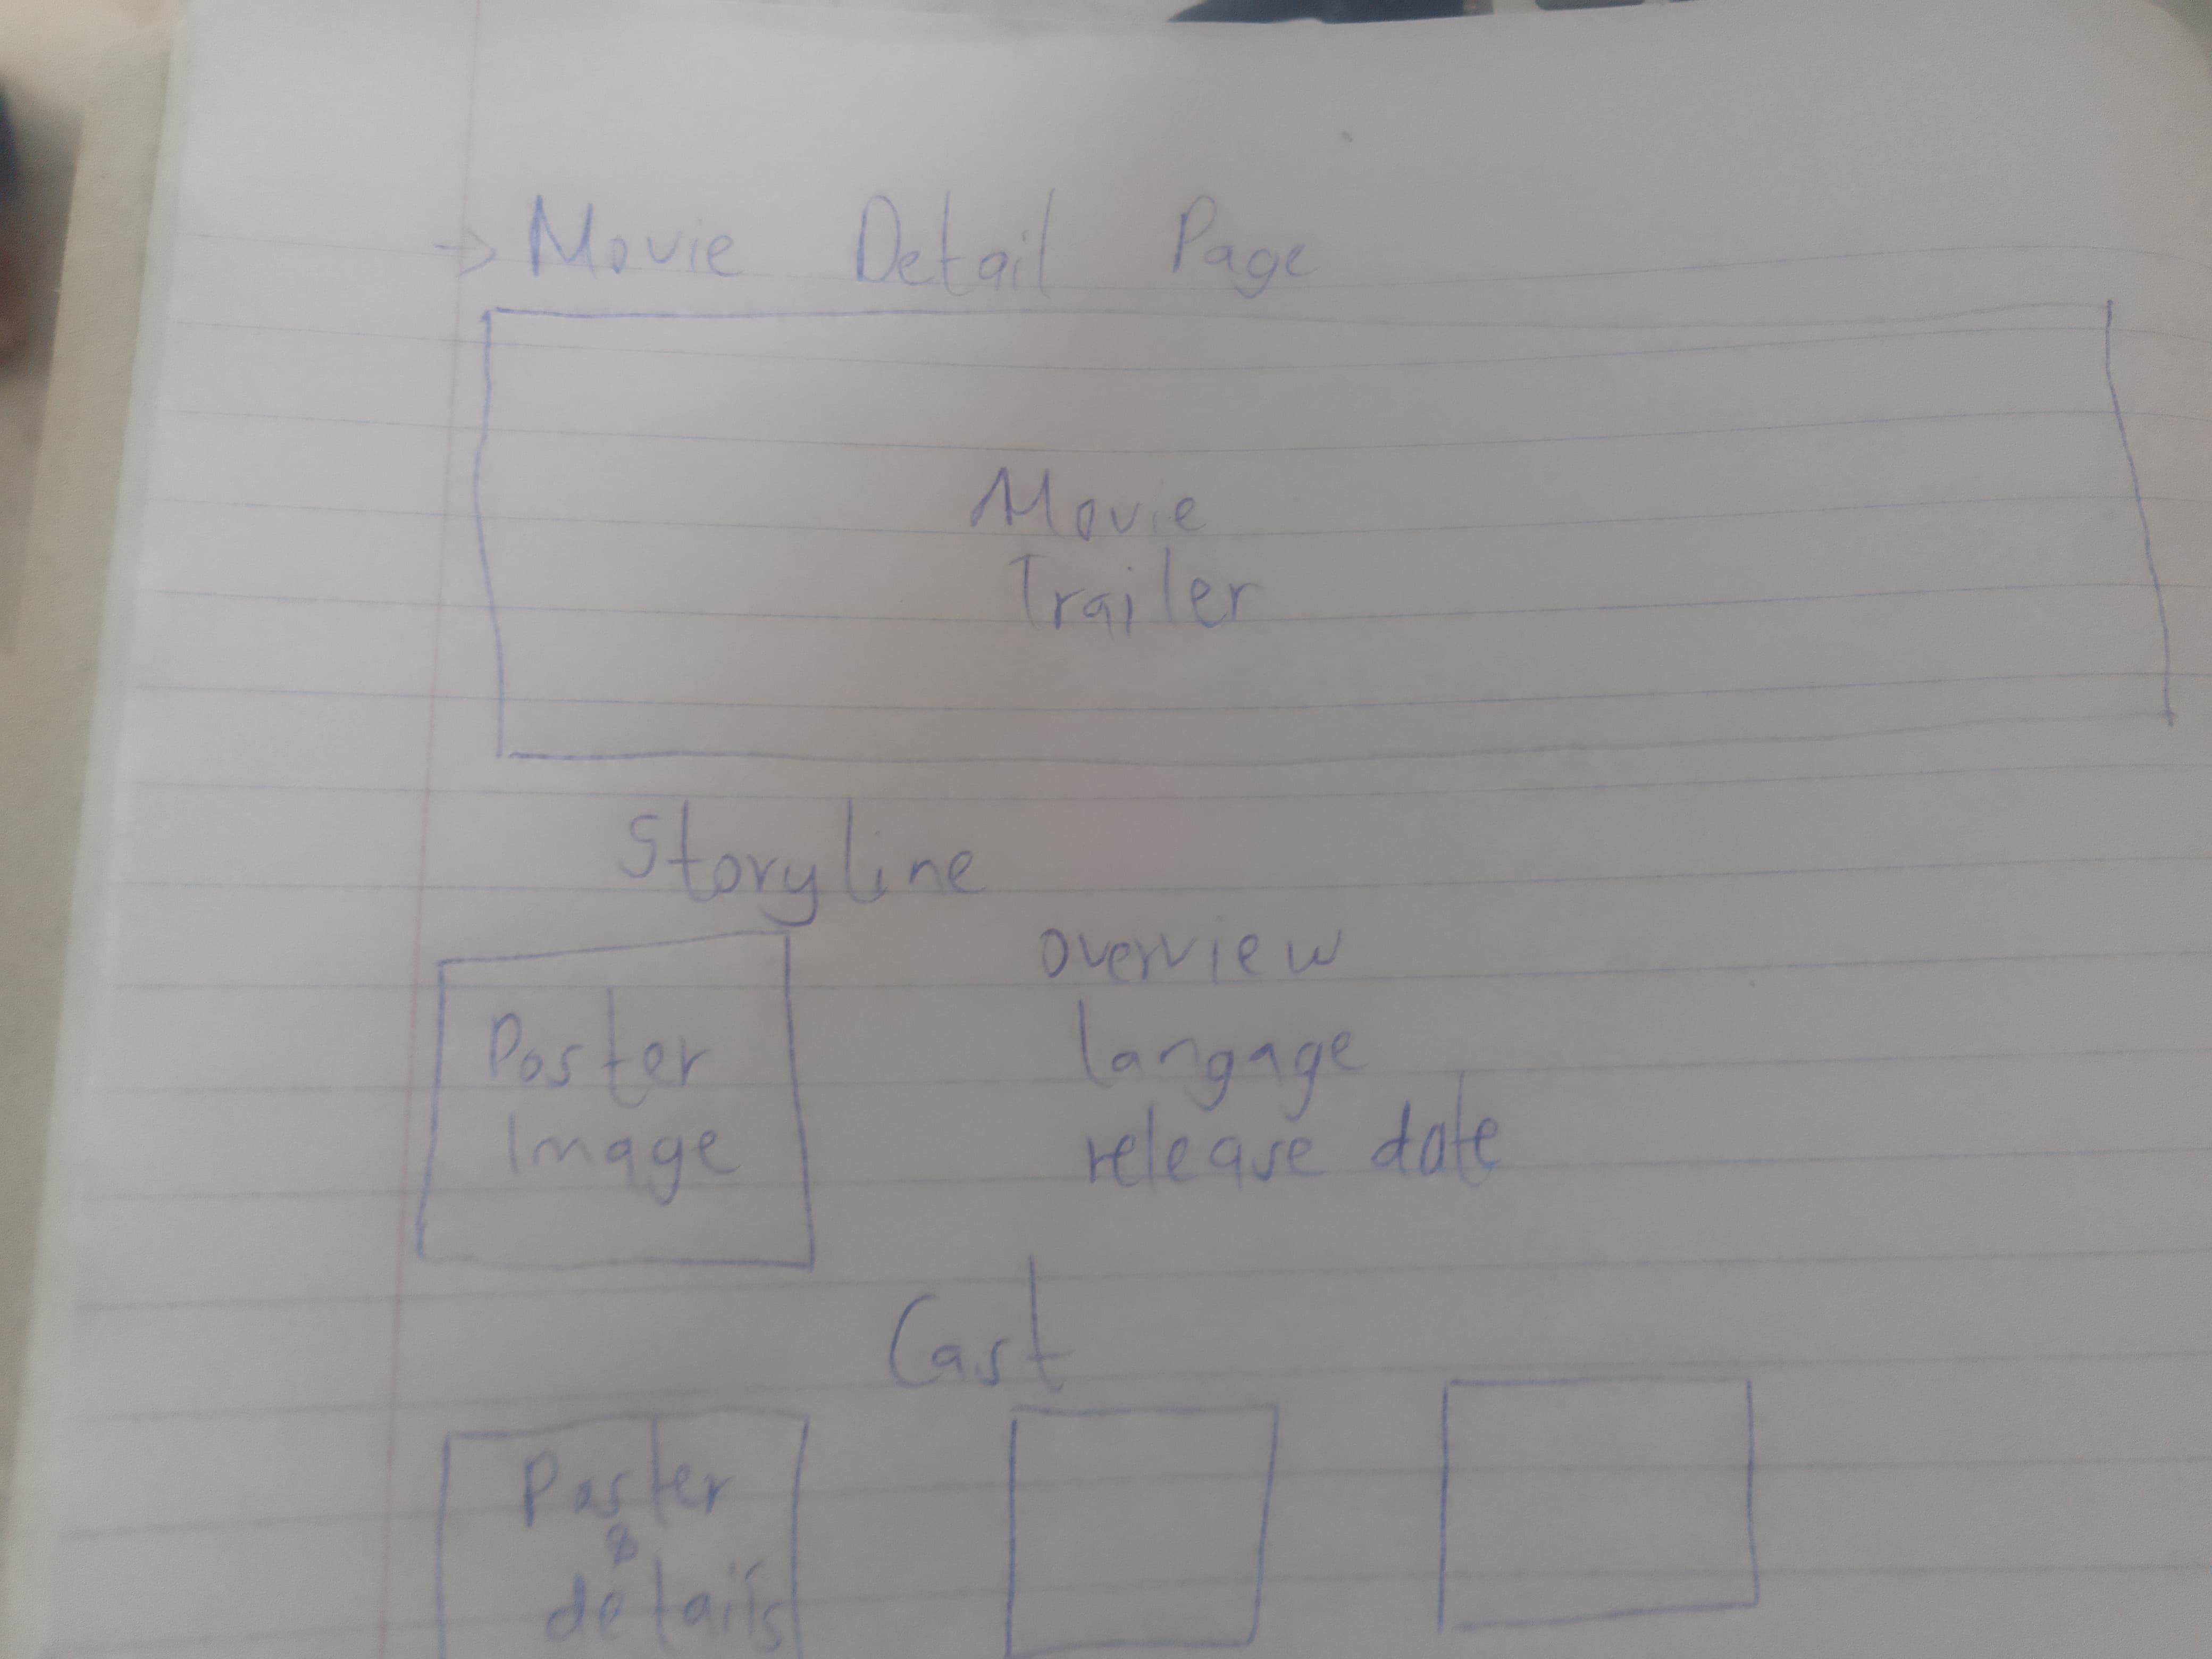 → Movie Detail Page
Movie
Trailer
Storyline
Poster
Image
overview
langage
release date
Cast
Poster
&
details